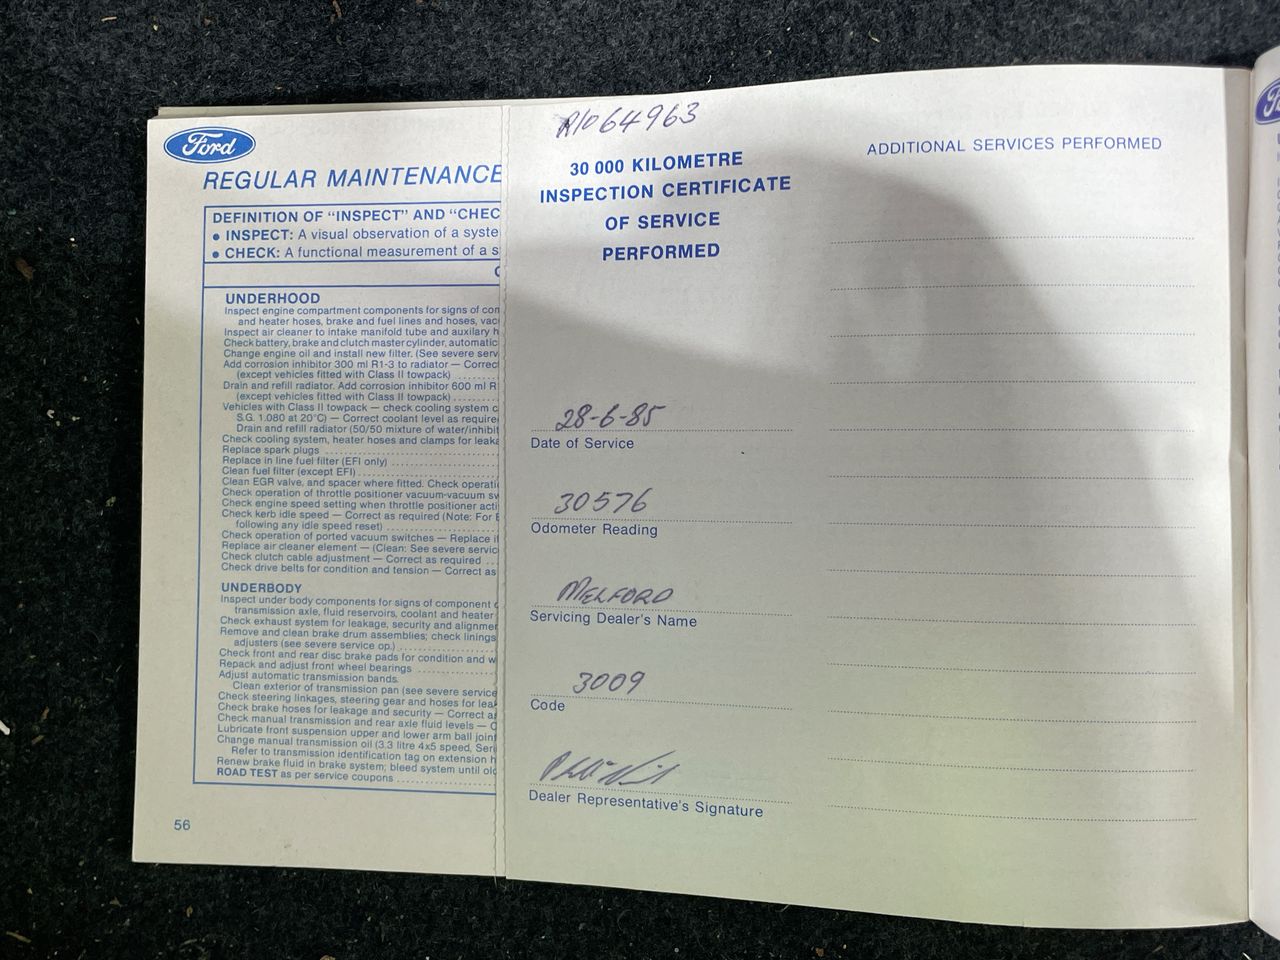 Ford
REGULAR MAINTENANCE
DEFINITION OF “INSPECT” AND “CHEC
• INSPECT: A visual observation of a syste
• CHECK: A functional measurement of a s
UNDERHOOD
Inspect engine compartment components for signs of con
and heater hoses, brake and fuel lines and hoses, vac
Inspect air cleaner to intake manifold tube and auxilary h
Check battery, brake and clutch master cylinder, automatic
Change engine oil and install new filter. (See severe serv
Add corrosion inhibitor 300 ml R1-3 to radiator — Correc
(except vehicles fitted with Class II towpack)
Drain and refill radiator. Add corrosion inhibitor 600 ml R
(except vehicles fitted with Class II towpack)
Vehicles with Class II towpack — check cooling system c
S.G. 1.080 at 20°C) — Correct coolant level as require
Drain and refill radiator (50/50 mixture of water/inhibit
Check cooling system, heater hoses and clamps for leaka
Replace spark plugs
Replace in line fuel filter (EFI only)
Clean fuel filter (except EFI)
Clean EGR valve, and spacer where fitted. Check operati
Check operation of throttle positioner vacuum-vacuum sw
Check engine speed setting when throttle positioner acti
Check kerb idle speed — Correct as required (Note: For E
following any idle speed reset)
Check operation of ported vacuum switches — Replace if
Replace air cleaner element — (Clean: See severe servic
Check clutch cable adjustment — Correct as required
Check drive belts for condition and tension — Correct as
UNDERBODY
Inspect under body components for signs of component
transmission axle, fluid reservoirs, coolant and heater
Check exhaust system for leakage, security and alignmen
Remove and clean brake drum assemblies; check linings
adjusters (see severe service op.)
Check front and rear disc brake pads for condition and w
Repack and adjust front wheel bearings
Adjust automatic transmission bands.
Clean exterior of transmission pan (see severe service
Check steering linkages, steering gear and hoses for leak
Check brake hoses for leakage and security — Correct as
Check manual transmission and rear axle fluid levels — C
Lubricate front suspension upper and lower arm ball joint
Change manual transmission oil (3.3 litre 4x5 speed, Seri
Refer to transmission identification tag on extension h
Renew brake fluid in brake system; bleed system until old
ROAD TEST as per service coupons
56
R1064963
30 000 KILOMETRE
INSPECTION CERTIFICATE
OF SERVICE
PERFORMED
28-6-85
Date of Service
30576
Odometer Reading
MELFORD
Servicing Dealer's Name
3009
Code
Dealer Representative's Signature
ADDITIONAL SERVICES PERFORMED